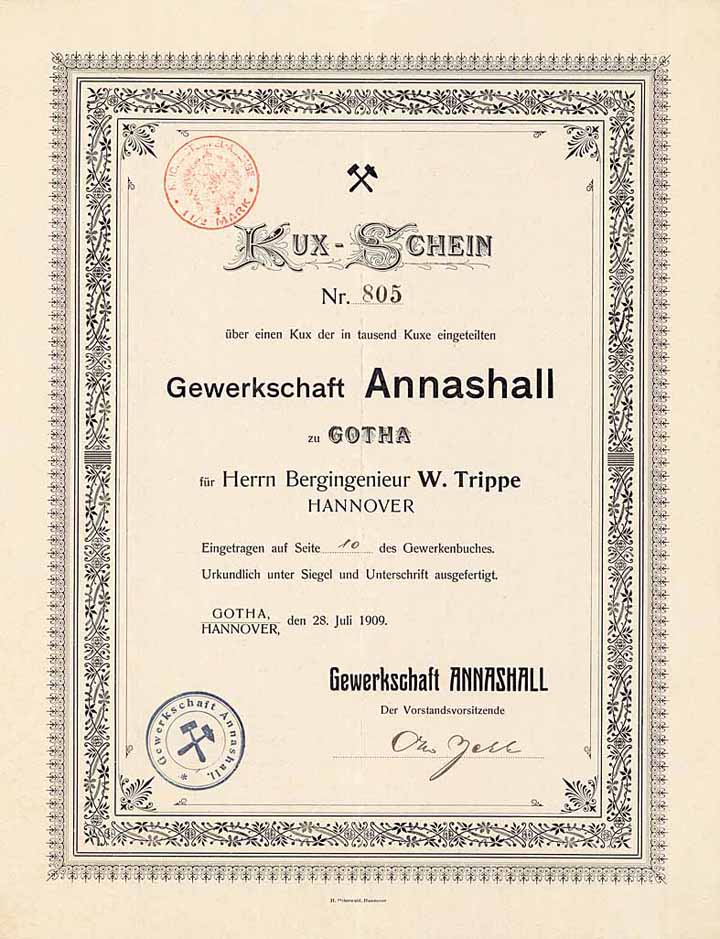 1 1/2 MARK
KUX-SCHEIN
Nr. 805
über einen Kux der in tausend Kuxe eingeteilten
Gewerkschaft Annashall
zu GOTHA
für Herrn Bergingenieur W. Trippe
HANNOVER
Eingetragen auf Seite 10 des Gewerkenbuches.
Urkundlich unter Siegel und Unterschrift ausgefertigt.
GOTHA,
HANNOVER, den 28. Juli 1909.
Gewerkschaft ANNASHALL
Der Vorstandsvorsitzende
Gewerkschaft Annashall.
Hannover